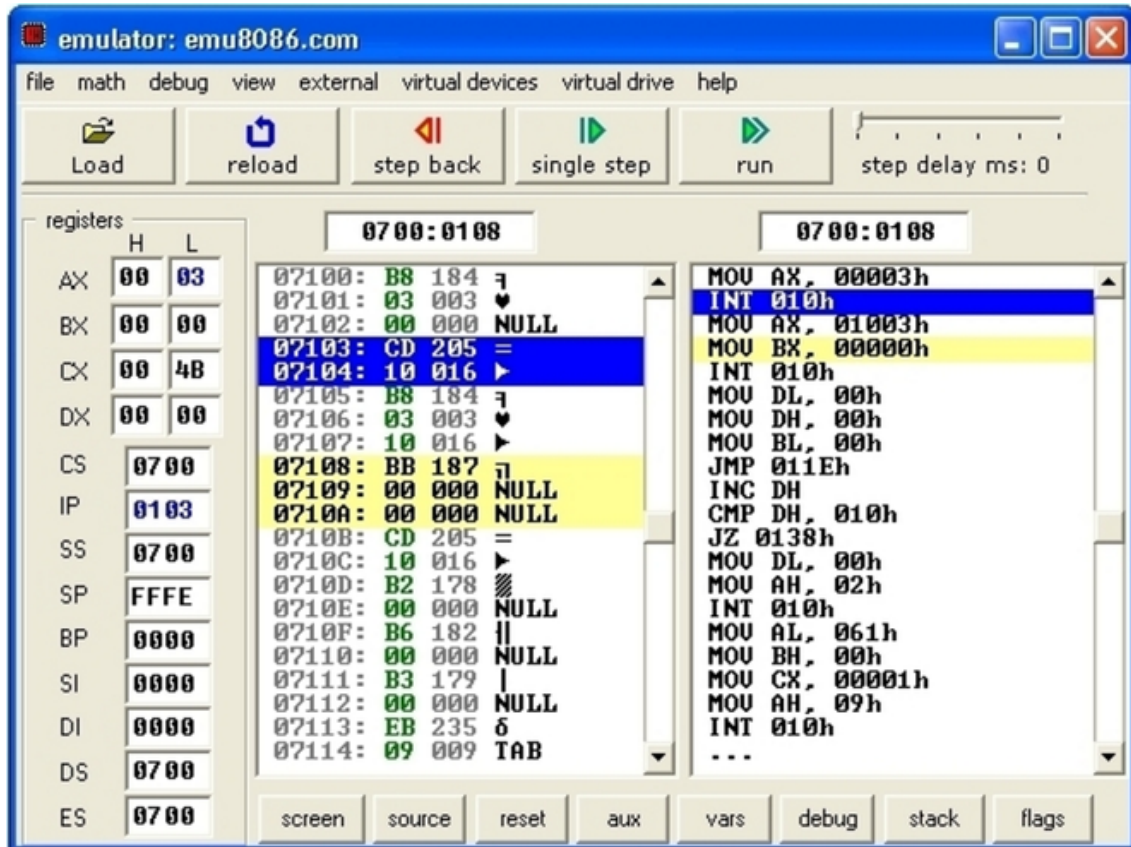 emulator: emu8086.com
file math debug view external virtual devices virtual drive help
Load reload step back single step run step delay ms: 0
registers
H L
AX 00 03
BX 00 00
CX 00 4B
DX 00 00
CS 0700
IP 0103
SS 0700
SP FFFE
BP 0000
SI 0000
DI 0000
DS 0700
ES 0700
0700:0108
07100: B8 184 ╕
07101: 03 003 ♥
07102: 00 000 NULL
07103: CD 205 =
07104: 10 016 ►
07105: B8 184 ╕
07106: 03 003 ♥
07107: 10 016 ►
07108: BB 187 ╗
07109: 00 000 NULL
0710A: 00 000 NULL
0710B: CD 205 =
0710C: 10 016 ►
0710D: B2 178 ▓
0710E: 00 000 NULL
0710F: B6 182 ╢
07110: 00 000 NULL
07111: B3 179 │
07112: 00 000 NULL
07113: EB 235 δ
07114: 09 009 TAB
0700:0108
MOV AX, 00003h
INT 010h
MOV AX, 01003h
MOV BX, 00000h
INT 010h
MOV DL, 00h
MOV DH, 00h
MOV BL, 00h
JMP 011Eh
INC DH
CMP DH, 010h
JZ 0138h
MOV DL, 00h
MOV AH, 02h
INT 010h
MOV AL, 061h
MOV BH, 00h
MOV CX, 00001h
MOV AH, 09h
INT 010h
...
screen source reset aux vars debug stack flags